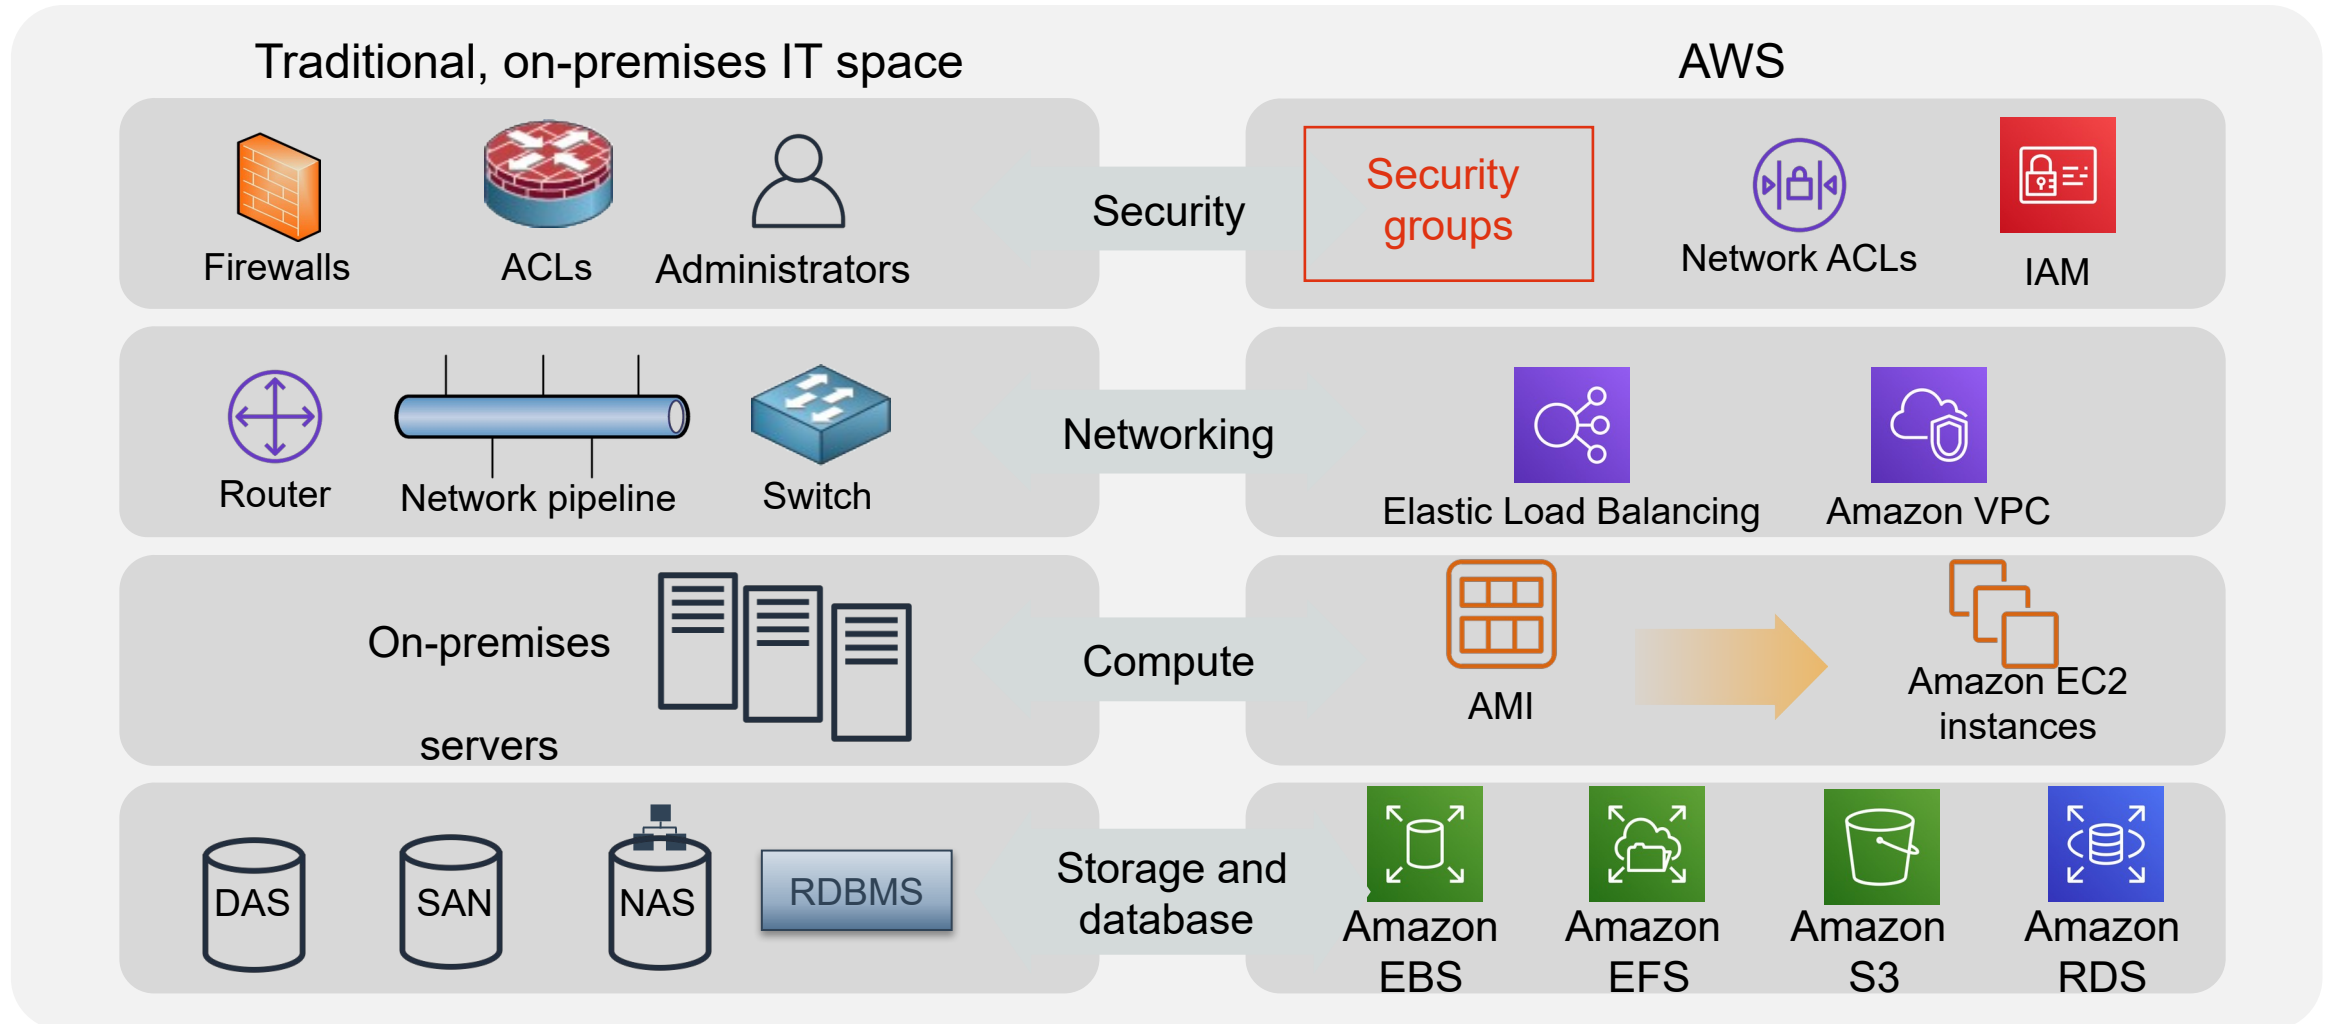 Traditional, on-premises IT space
AWS
Firewalls
ACLs
Administrators
Security
Security
groups
Network ACLs
IAM
Router
Network pipeline
Switch
Networking
Elastic Load Balancing
Amazon VPC
On-premises
servers
Compute
AMI
Amazon EC2
instances
DAS
SAN
NAS
RDBMS
Storage and
database
Amazon
EBS
Amazon
EFS
Amazon
S3
Amazon
RDS